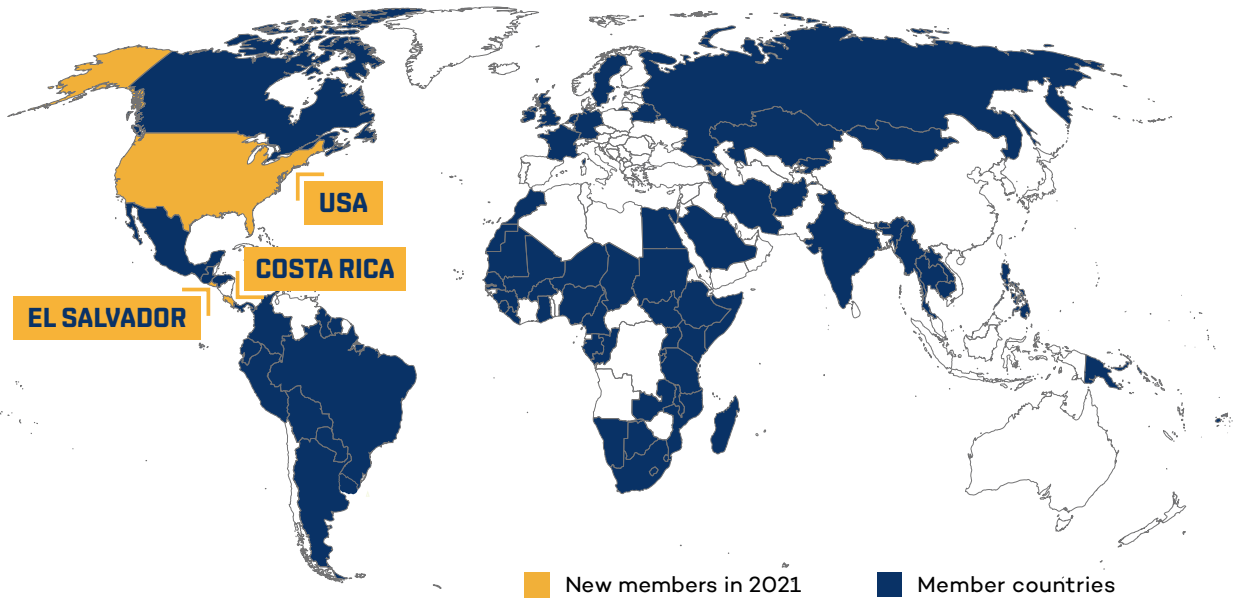 USA
COSTA RICA
EL SALVADOR
New members in 2021
Member countries